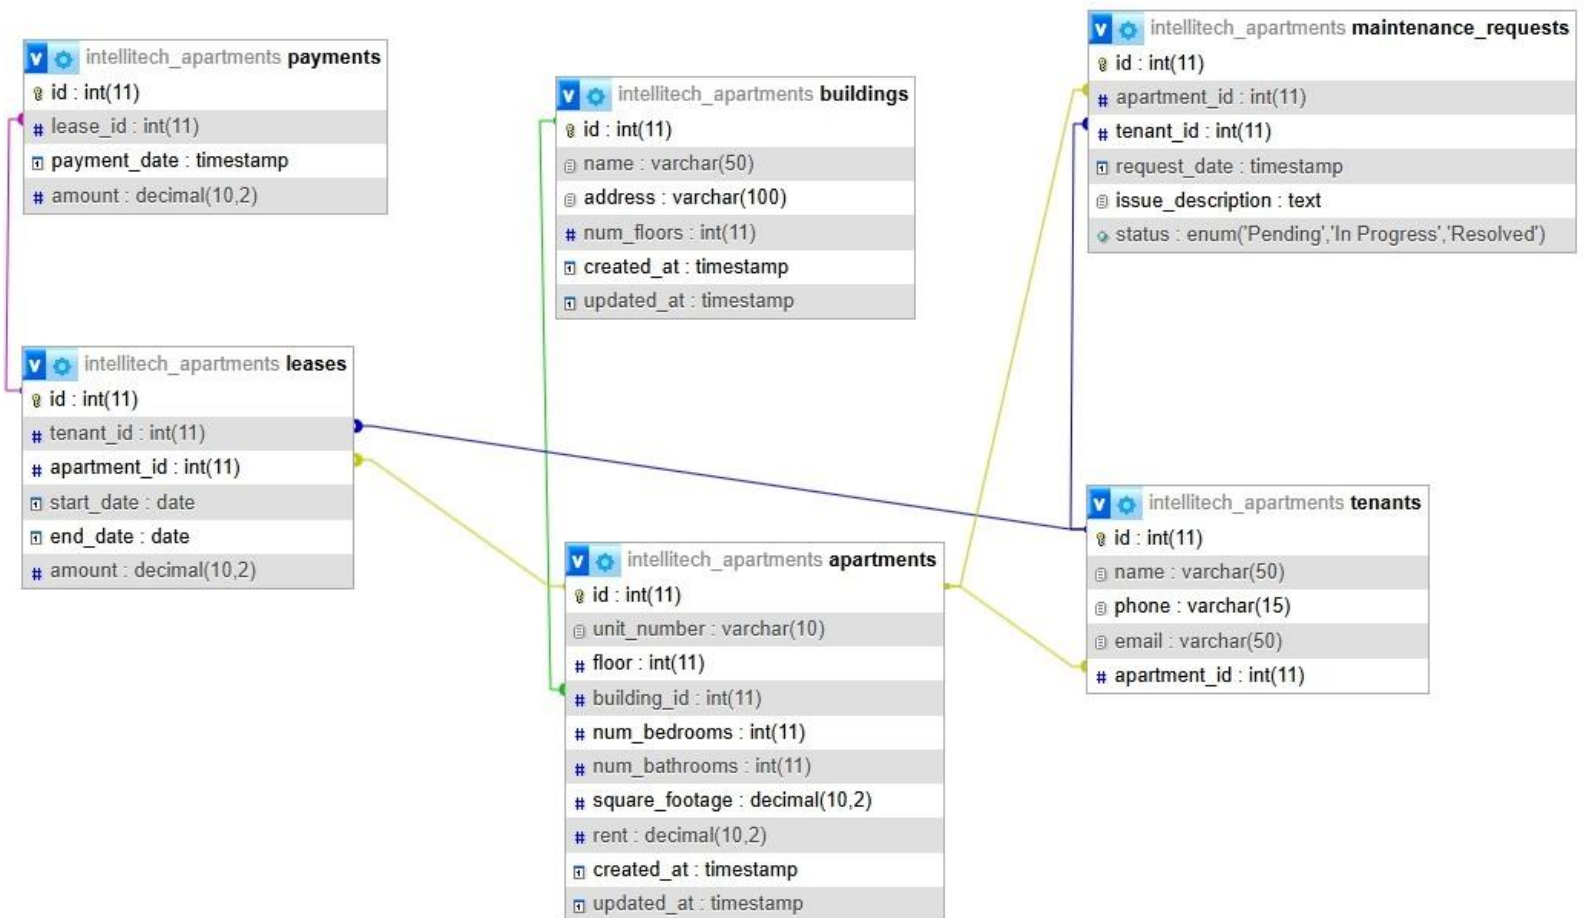 intellitech_apartments payments
id : int(11)
lease_id : int(11)
payment_date : timestamp
amount : decimal(10,2)
intellitech_apartments buildings
id : int(11)
name : varchar(50)
address : varchar(100)
num_floors : int(11)
created_at : timestamp
updated_at : timestamp
intellitech_apartments maintenance_requests
id : int(11)
apartment_id : int(11)
tenant_id : int(11)
request_date : timestamp
issue_description : text
status : enum('Pending','In Progress','Resolved')
intellitech_apartments leases
id : int(11)
tenant_id : int(11)
apartment_id : int(11)
start_date : date
end_date : date
amount : decimal(10,2)
intellitech_apartments apartments
id : int(11)
unit_number : varchar(10)
floor : int(11)
building_id : int(11)
num_bedrooms : int(11)
num_bathrooms : int(11)
square_footage : decimal(10,2)
rent : decimal(10,2)
created_at : timestamp
updated_at : timestamp
intellitech_apartments tenants
id : int(11)
name : varchar(50)
phone : varchar(15)
email : varchar(50)
apartment_id : int(11)